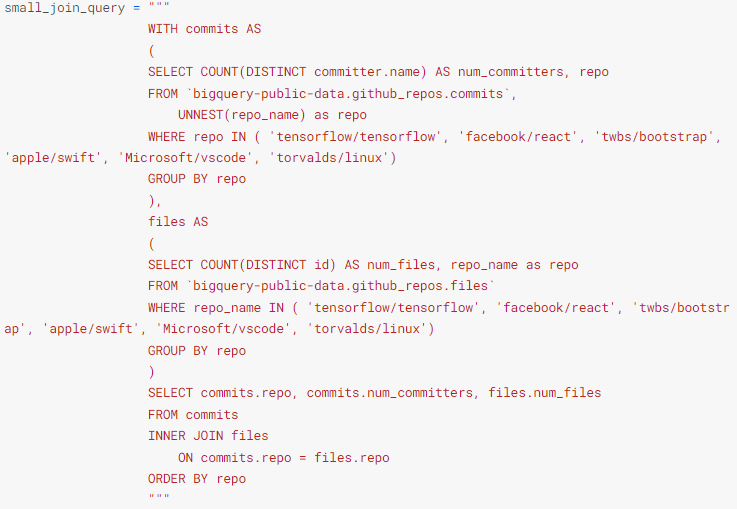 small_join_query = """
WITH commits AS
(
SELECT COUNT(DISTINCT committer.name) AS num_committers, repo
FROM `bigquery-public-data.github_repos.commits`,
UNNEST(repo_name) as repo
WHERE repo IN ( 'tensorflow/tensorflow', 'facebook/react', 'twbs/bootstrap',
'apple/swift', 'Microsoft/vscode', 'torvalds/linux')
GROUP BY repo
),
files AS
(
SELECT COUNT(DISTINCT id) AS num_files, repo_name as repo
FROM `bigquery-public-data.github_repos.files`
WHERE repo_name IN ( 'tensorflow/tensorflow', 'facebook/react', 'twbs/bootstr
ap', 'apple/swift', 'Microsoft/vscode', 'torvalds/linux')
GROUP BY repo
)
SELECT commits.repo, commits.num_committers, files.num_files
FROM commits
INNER JOIN files
ON commits.repo = files.repo
ORDER BY repo
"""